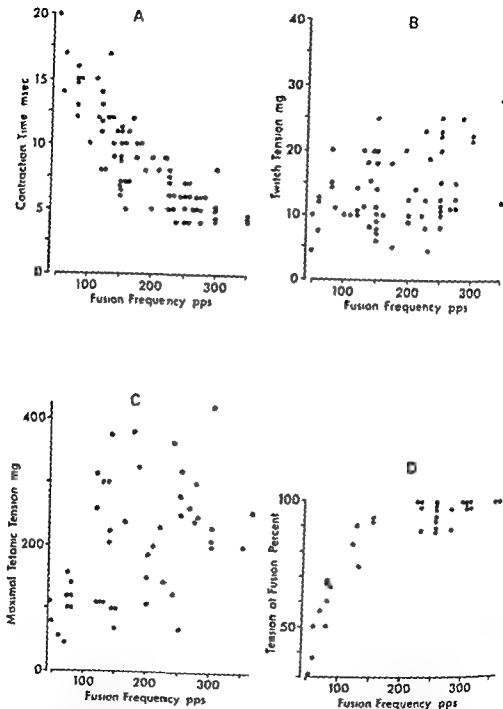 A
Contraction Time msec
20
15
10
5
0
100 200 300
Fusion Frequency pps
B
Twitch Tension mg
40
30
20
10
0
100 200 300
Fusion Frequency pps
C
Maximal Tetonic Tension mg
400
200
0
100 200 300
Fusion Frequency pps
D
Tension at Fusion Percent
100
50
100 200 300
Fusion Frequency pps